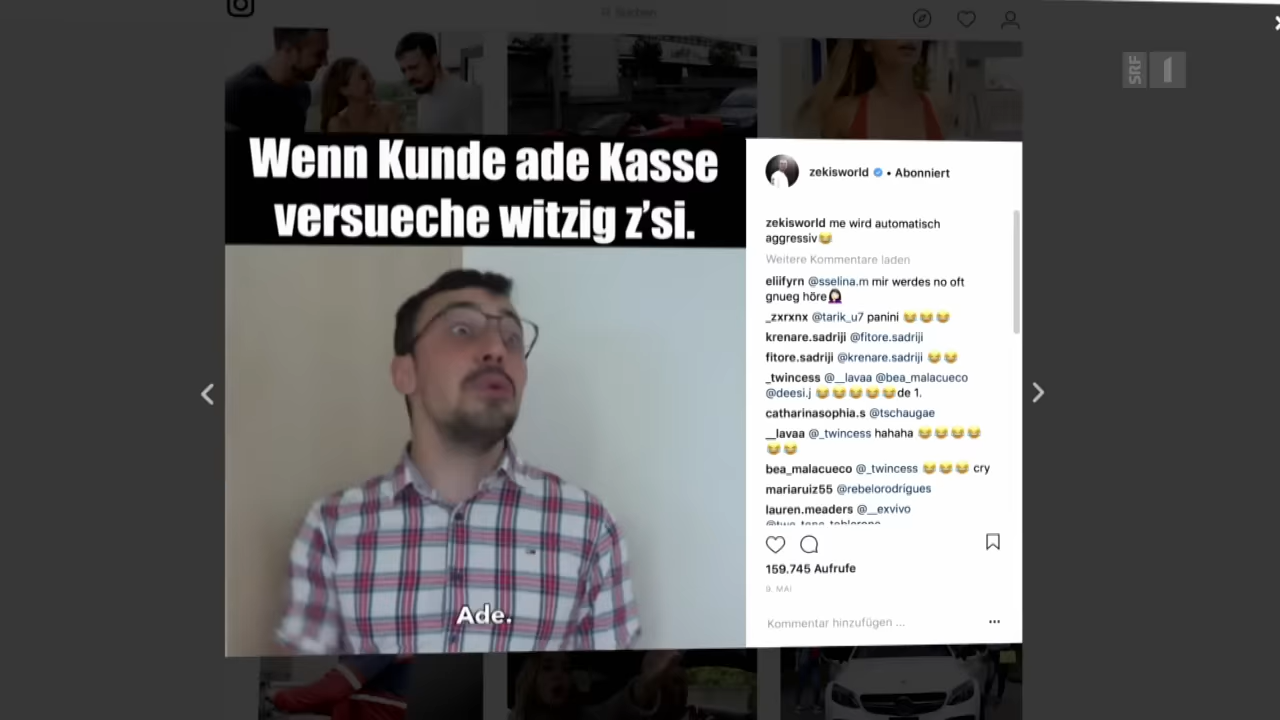 Suchen
SRF 1
Wenn Kunde ade Kasse
versueche witzig z'si.
Ade.
zekisworld • Abonniert
zekisworld me wird automatisch
aggressiv😂
Weitere Kommentare laden
eliifyrn @sselina.m mir werdes no oft
gnueg höre🤦🏻‍♀️
_zxrxnx @tarik_u7 panini 😂😂😂
krenare.sadriji @fitore.sadriji
fitore.sadriji @krenare.sadriji 😂😂
_twincess @__lavaa @bea_malacueco
@deesi.j 😂😂😂😂😂de 1.
catharinasophia.s @tschaugae
__lavaa @_twincess hahaha 😂😂😂😂
😂😂
bea_malacueco @_twincess 😂😂😂 cry
mariaruiz55 @rebelorodrigues
lauren.meaders @__exvivo
159.745 Aufrufe
9. MAI
Kommentar hinzufügen ...